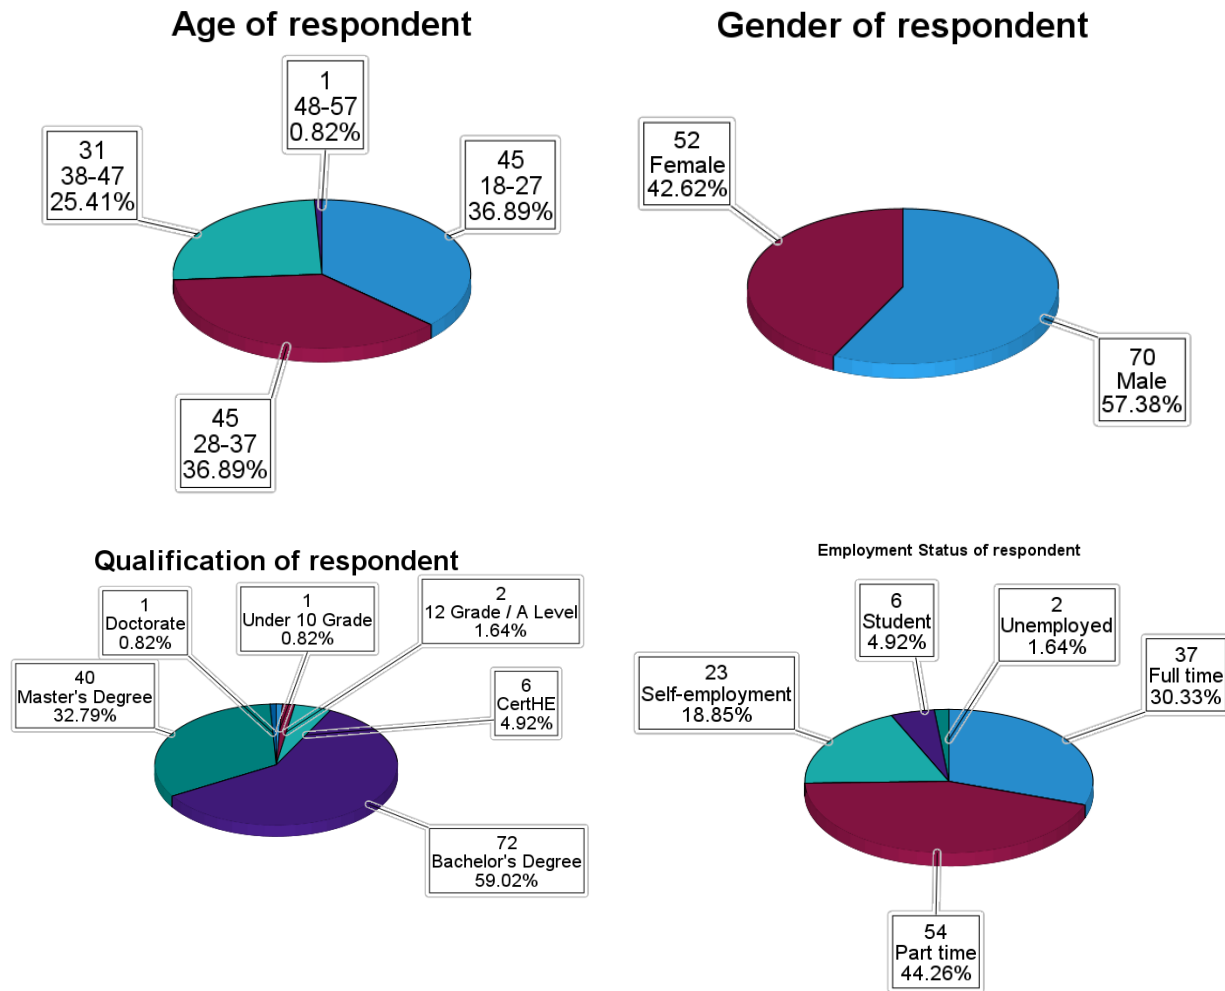 Age of respondent
1
48-57
0.82%
31
38-47
25.41%
45
18-27
36.89%
45
28-37
36.89%
Gender of respondent
52
Female
42.62%
70
Male
57.38%
Qualification of respondent
1
Doctorate
0.82%
1
Under 10 Grade
0.82%
2
12 Grade / A Level
1.64%
40
Master's Degree
32.79%
6
CertHE
4.92%
72
Bachelor's Degree
59.02%
Employment Status of respondent
6
Student
4.92%
2
Unemployed
1.64%
23
Self-employment
18.85%
37
Full time
30.33%
54
Part time
44.26%